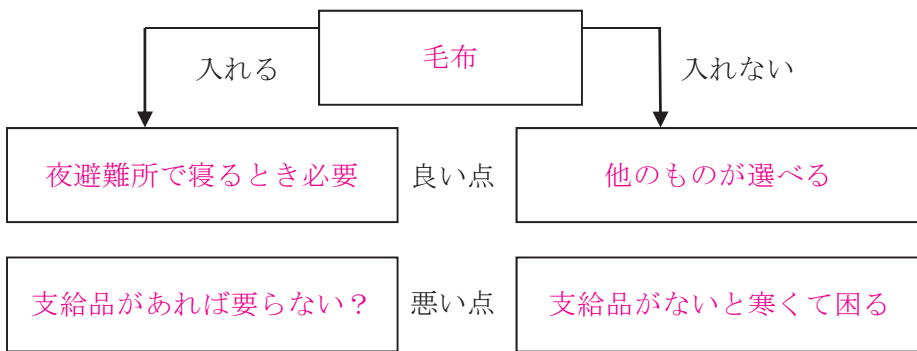 毛布
入れる
入れない
夜避難所で寝るとき必要
良い点
他のものが選べる
支給品があれば要らない？
悪い点
支給品がないと寒くて困る